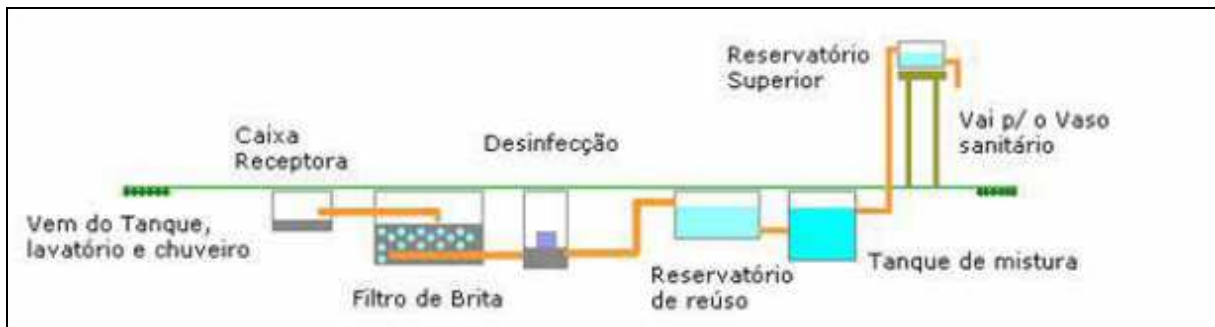 Reservatório
Superior
Caixa
Receptora
Desinfecção
Vai p/ o Vaso
sanitário
Vem do Tanque,
lavatório e chuveiro
Filtro de Brita
Reservatório
de reúso
Tanque de mistura